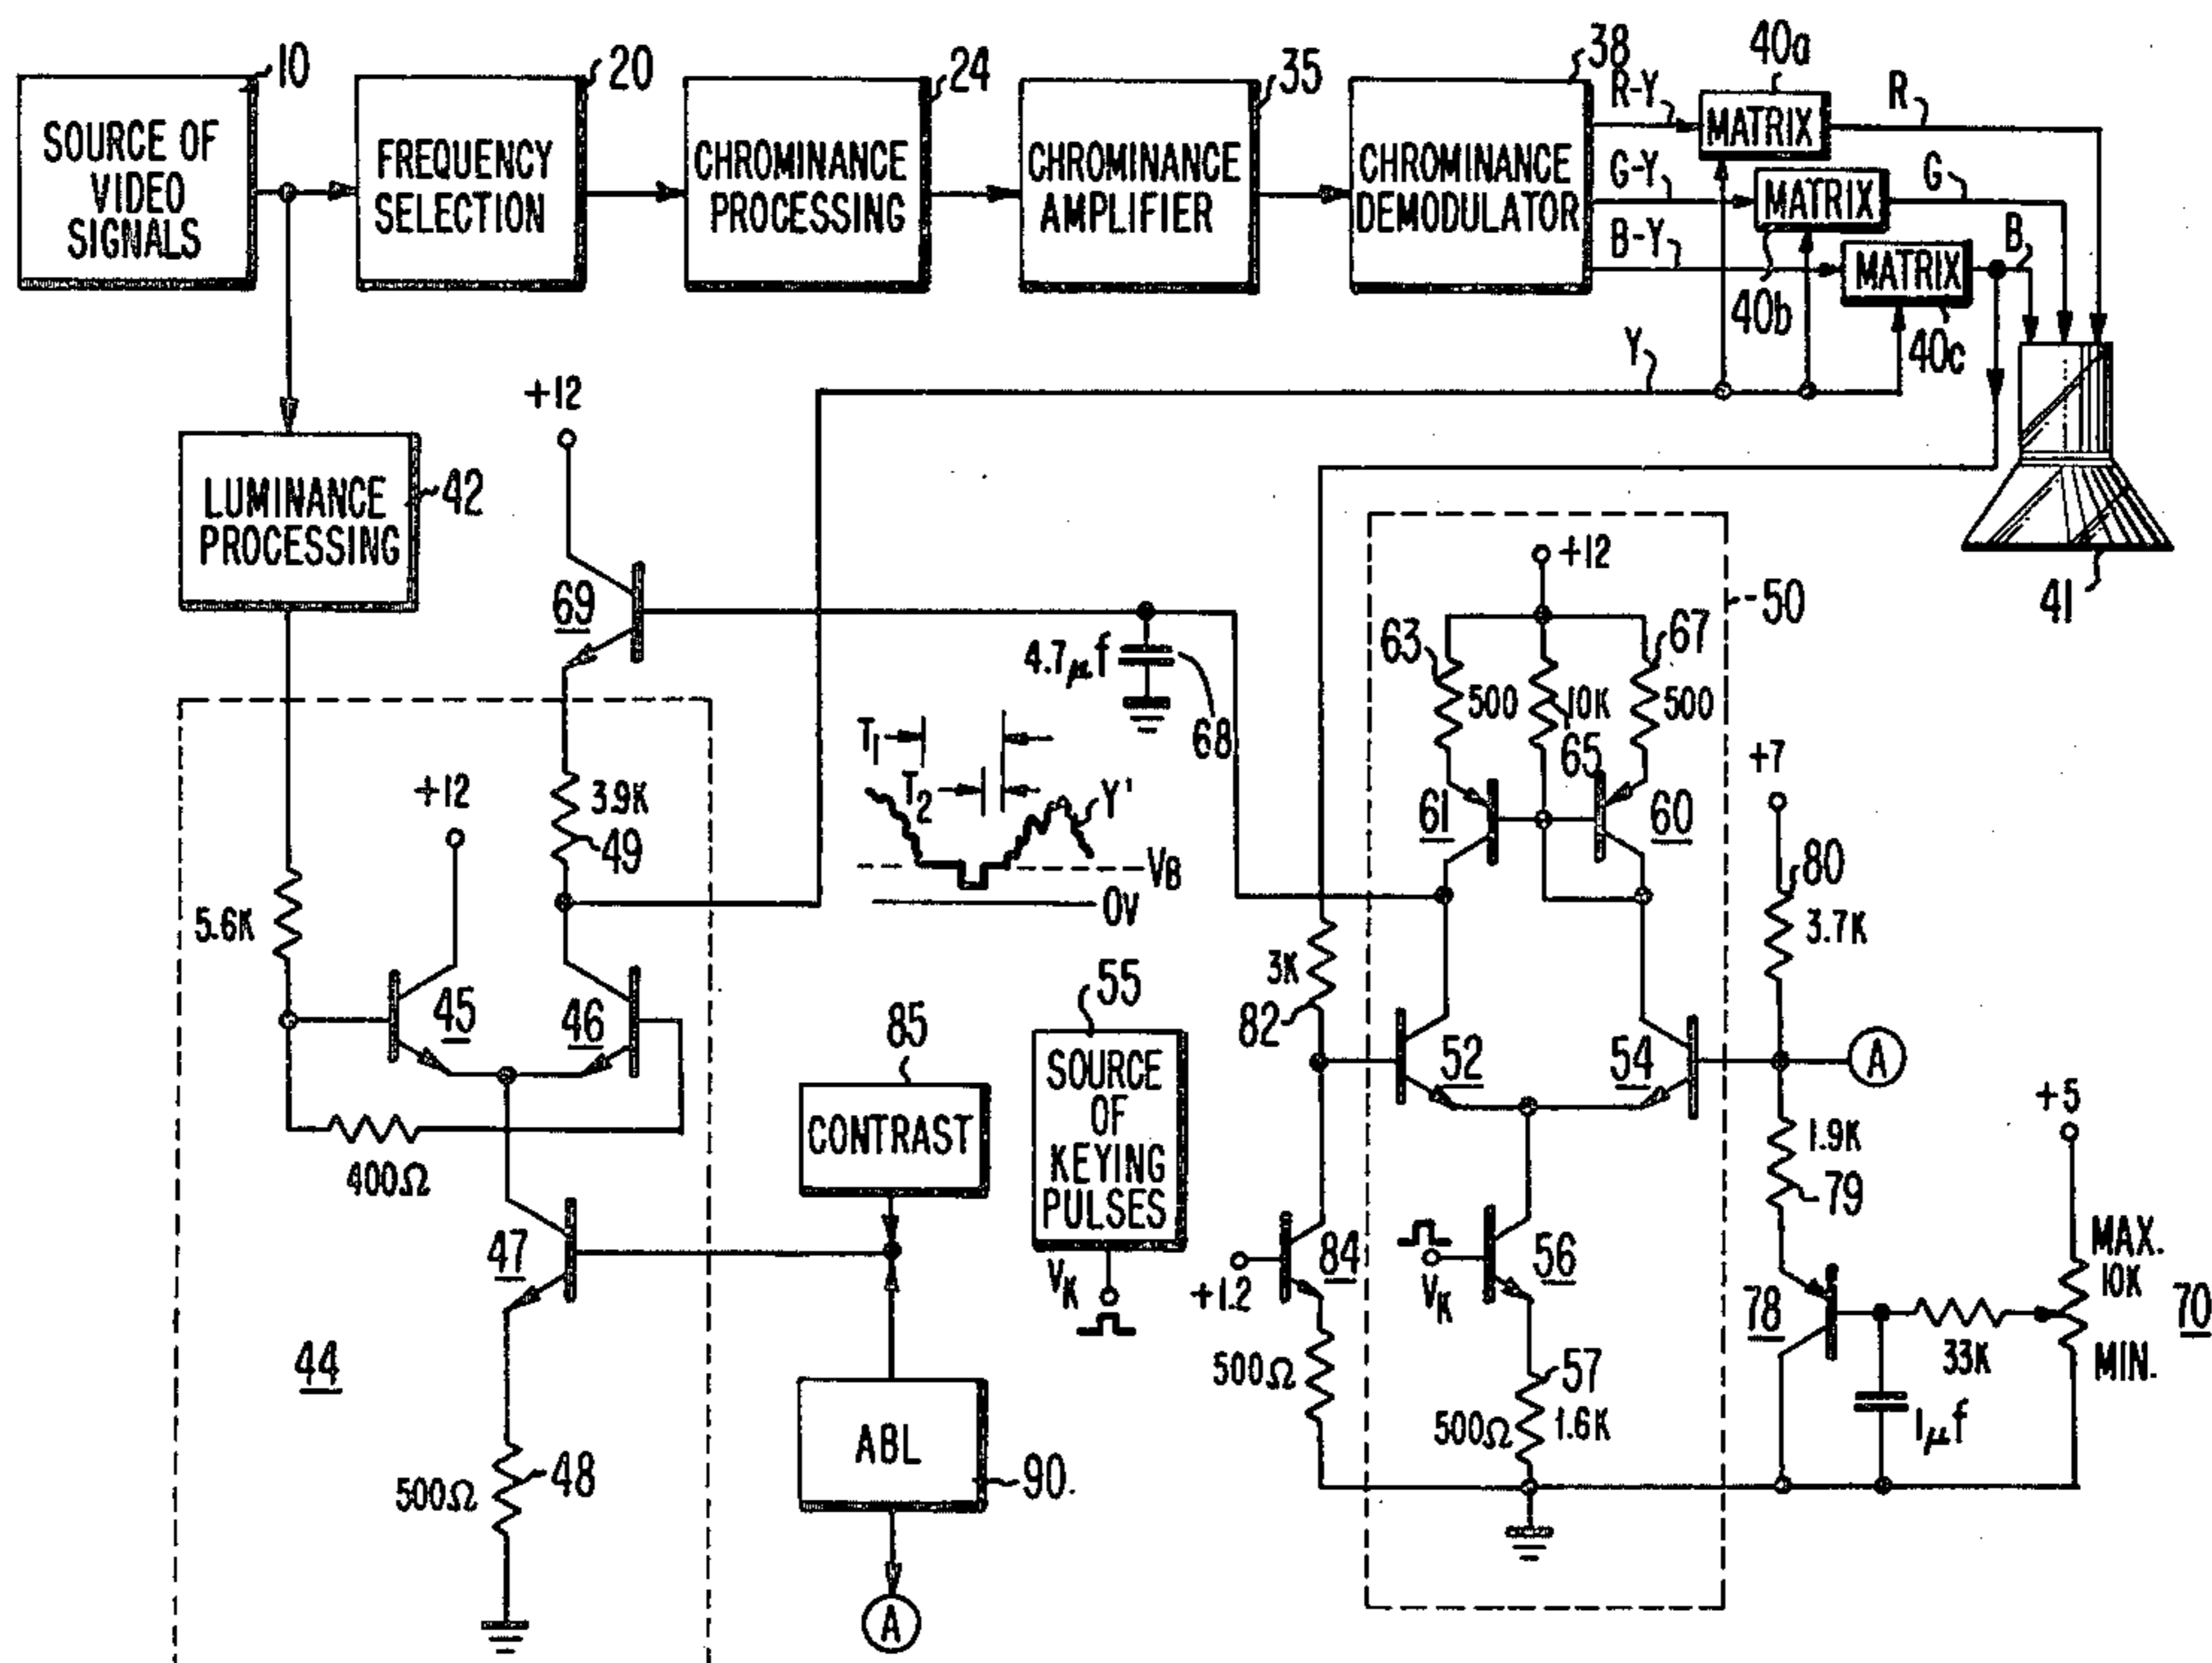 10
SOURCE OF
VIDEO
SIGNALS
20
FREQUENCY
SELECTION
24
CHROMINANCE
PROCESSING
35
CHROMINANCE
AMPLIFIER
38
CHROMINANCE
DEMODULATOR
R-Y
G-Y
B-Y
40a
MATRIX
R
MATRIX
G
40b
MATRIX
B
40c
Y
41
+12
LUMINANCE
PROCESSING
42
69
4.7μf
68
+12
50
63
500
10K
65
67
500
61
60
+7
80
3.7K
T1
T2
Y'
VB
0V
+12
3.9K
49
5.6K
45
46
400Ω
47
44
500Ω
48
85
CONTRAST
ABL
90
A
55
SOURCE
OF
KEYING
PULSES
VK
3K
82
52
54
A
+5
1.9K
79
+1.2
84
VK
56
78
33K
MAX.
10K
MIN.
70
500Ω
57
500Ω
1.6K
1μf